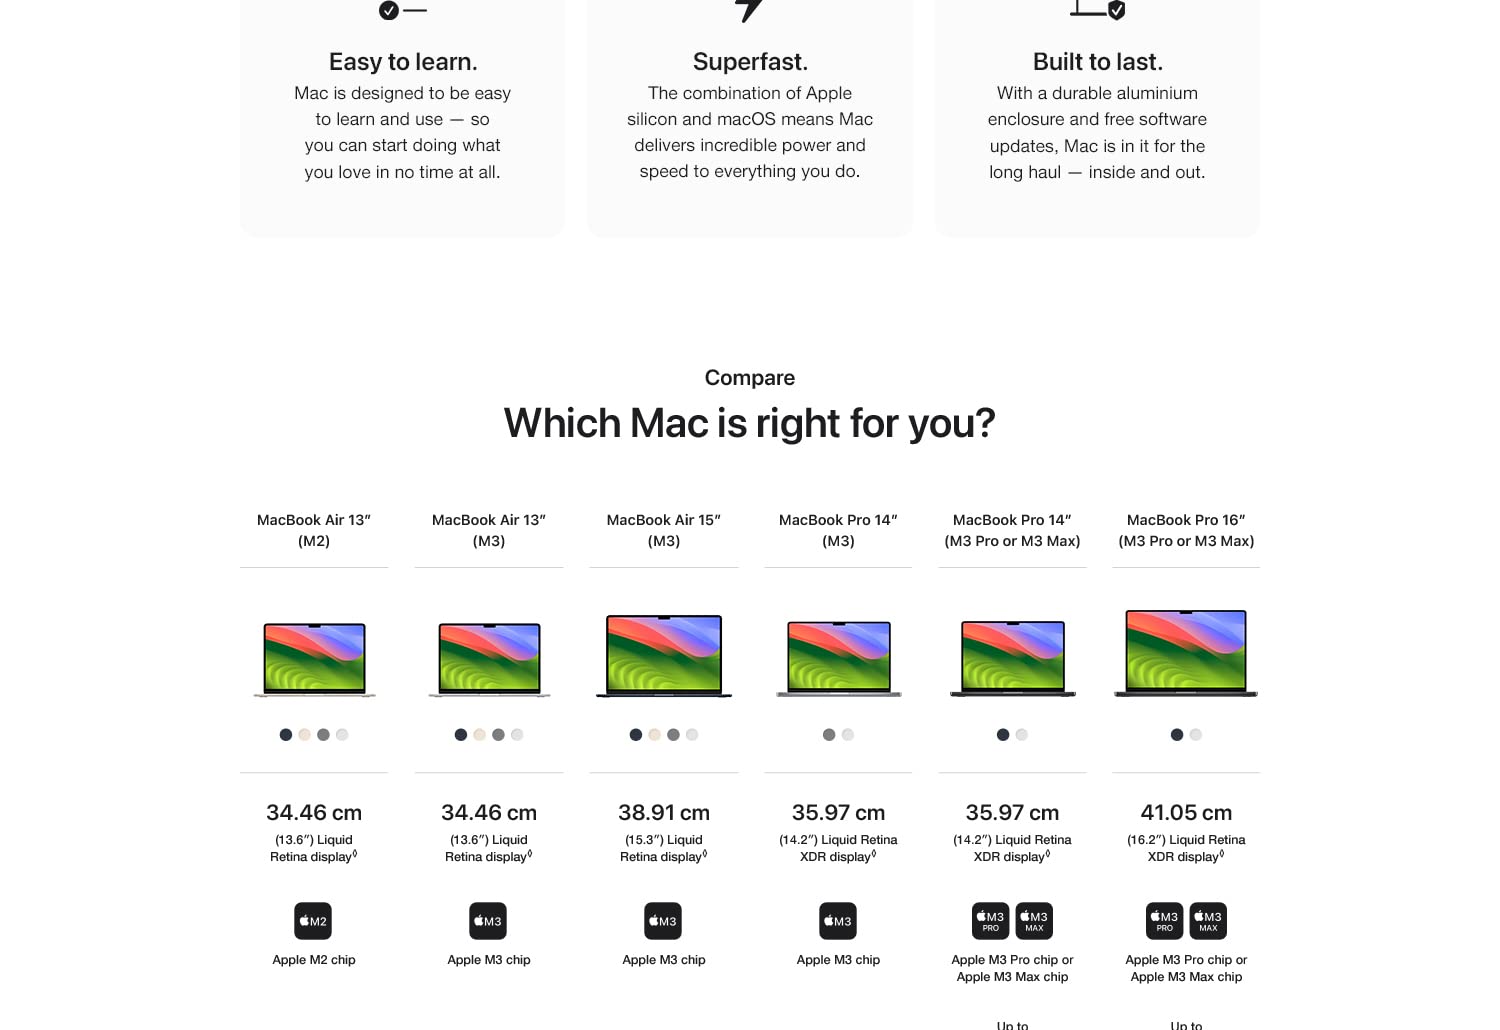 Easy to learn.
Mac is designed to be easy
to learn and use — so
you can start doing what
you love in no time at all.
Superfast.
The combination of Apple
silicon and macOS means Mac
delivers incredible power and
speed to everything you do.
Built to last.
With a durable aluminium
enclosure and free software
updates, Mac is in it for the
long haul — inside and out.
Compare
Which Mac is right for you?
MacBook Air 13”
(M2)
MacBook Air 13”
(M3)
MacBook Air 15”
(M3)
MacBook Pro 14”
(M3)
MacBook Pro 14”
(M3 Pro or M3 Max)
MacBook Pro 16”
(M3 Pro or M3 Max)
34.46 cm
(13.6”) Liquid
Retina display◊
34.46 cm
(13.6”) Liquid
Retina display◊
38.91 cm
(15.3”) Liquid
Retina display◊
35.97 cm
(14.2”) Liquid Retina
XDR display◊
35.97 cm
(14.2”) Liquid Retina
XDR display◊
41.05 cm
(16.2”) Liquid Retina
XDR display◊
M2
Apple M2 chip
M3
Apple M3 chip
M3
Apple M3 chip
M3
Apple M3 chip
M3
PRO
M3
MAX
Apple M3 Pro chip or
Apple M3 Max chip
M3
PRO
M3
MAX
Apple M3 Pro chip or
Apple M3 Max chip
Up to
Up to